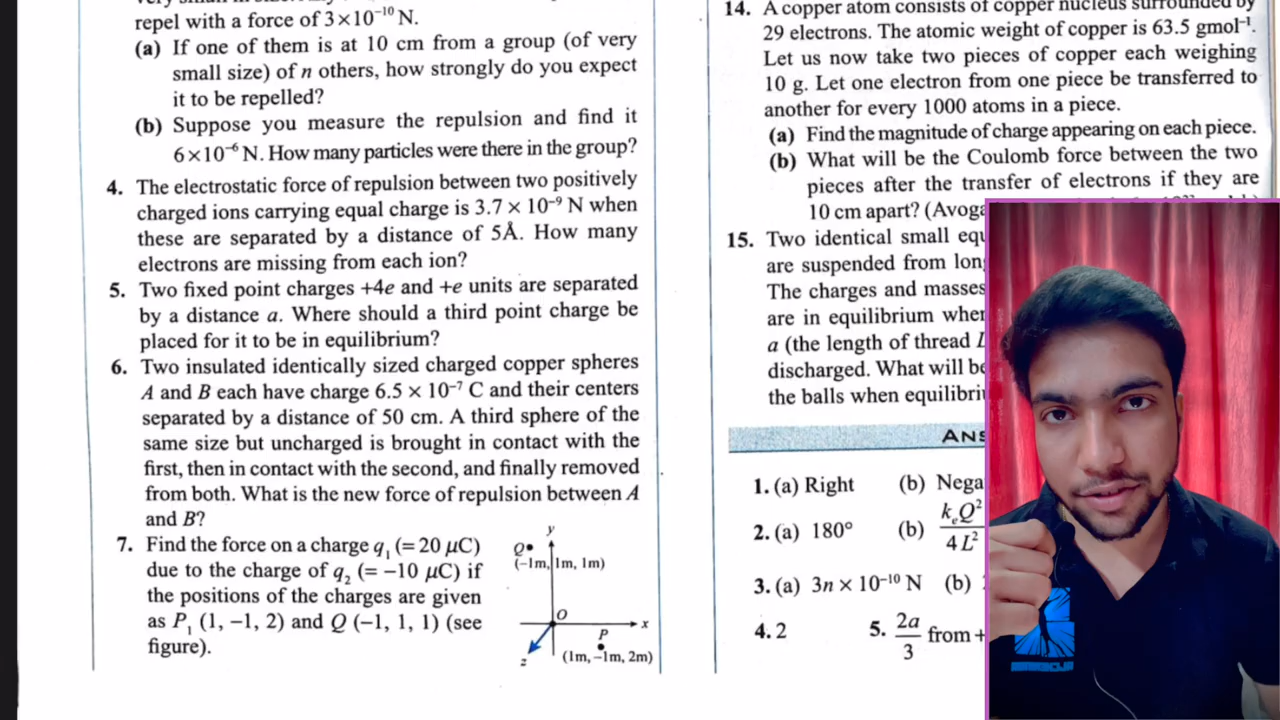 repel with a force of 3×10⁻¹⁰ N.
(a) If one of them is at 10 cm from a group (of very
small size) of n others, how strongly do you expect
it to be repelled?
(b) Suppose you measure the repulsion and find it
6×10⁻⁶ N. How many particles were there in the group?
4. The electrostatic force of repulsion between two positively
charged ions carrying equal charge is 3.7 × 10⁻⁹ N when
these are separated by a distance of 5Å. How many
electrons are missing from each ion?
5. Two fixed point charges +4e and +e units are separated
by a distance a. Where should a third point charge be
placed for it to be in equilibrium?
6. Two insulated identically sized charged copper spheres
A and B each have charge 6.5 × 10⁻⁷ C and their centers
separated by a distance of 50 cm. A third sphere of the
same size but uncharged is brought in contact with the
first, then in contact with the second, and finally removed
from both. What is the new force of repulsion between A
and B?
7. Find the force on a charge q₁ (= 20 μC)
due to the charge of q₂ (= −10 μC) if
the positions of the charges are given
as P₁ (1, −1, 2) and Q (−1, 1, 1) (see
figure).
y
Q
(−1m, 1m, 1m)
O
x
P
z
(1m, −1m, 2m)
14. A copper atom consists of copper nucleus surrounded by
29 electrons. The atomic weight of copper is 63.5 gmol⁻¹.
Let us now take two pieces of copper each weighing
10 g. Let one electron from one piece be transferred to
another for every 1000 atoms in a piece.
(a) Find the magnitude of charge appearing on each piece.
(b) What will be the Coulomb force between the two
pieces after the transfer of electrons if they are
10 cm apart? (Avoga
15. Two identical small equ
are suspended from lon
The charges and masses
are in equilibrium when
a (the length of thread L
discharged. What will be
the balls when equilibri
ANS
1. (a) Right (b) Nega
2. (a) 180° (b) kₑQ² / 4L²
3. (a) 3n × 10⁻¹⁰ N (b)
4. 2 5. 2a / 3 from +